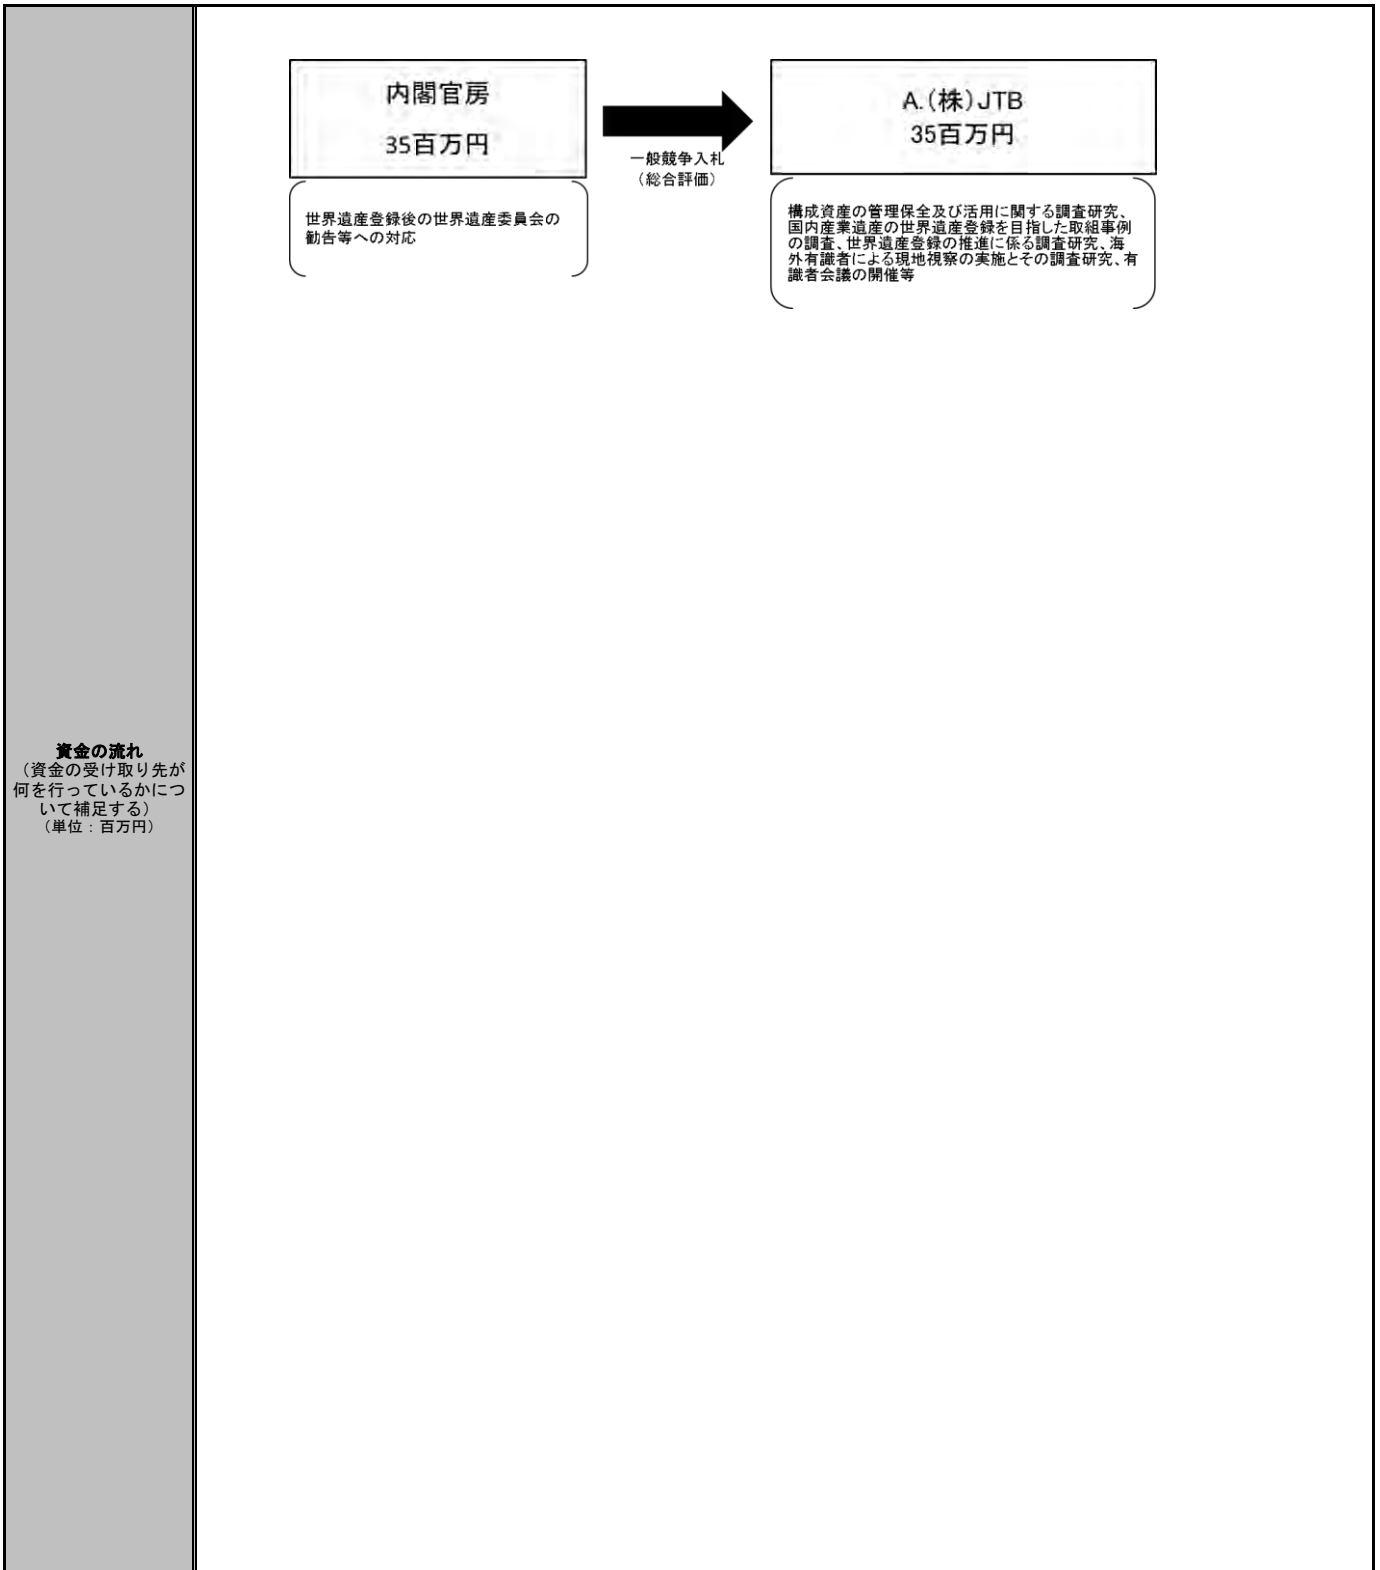 内閣官房
35百万円
世界遺産登録後の世界遺産委員会の
勧告等への対応
一般競争入札
（総合評価）
A.（株）JTB
35百万円
構成資産の管理保全及び活用に関する調査研究、
国内産業遺産の世界遺産登録を目指した取組事例
の調査、世界遺産登録の推進に係る調査研究、海
外有識者による現地視察の実施とその調査研究、有
識者会議の開催等
資金の流れ
（資金の受け取り先が
何を行っているかにつ
いて補足する）
（単位：百万円）